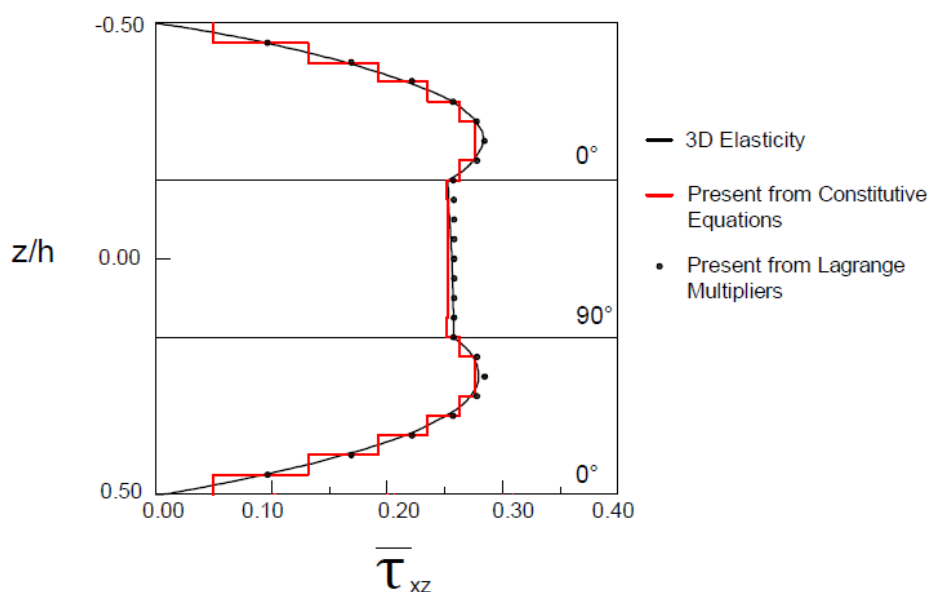 -0.50
0°
3D Elasticity
Present from Constitutive
Equations
z/h
0.00
Present from Lagrange
Multipliers
90°
0°
0.50
0.00
0.10
0.20
0.30
0.40
τ̅xz